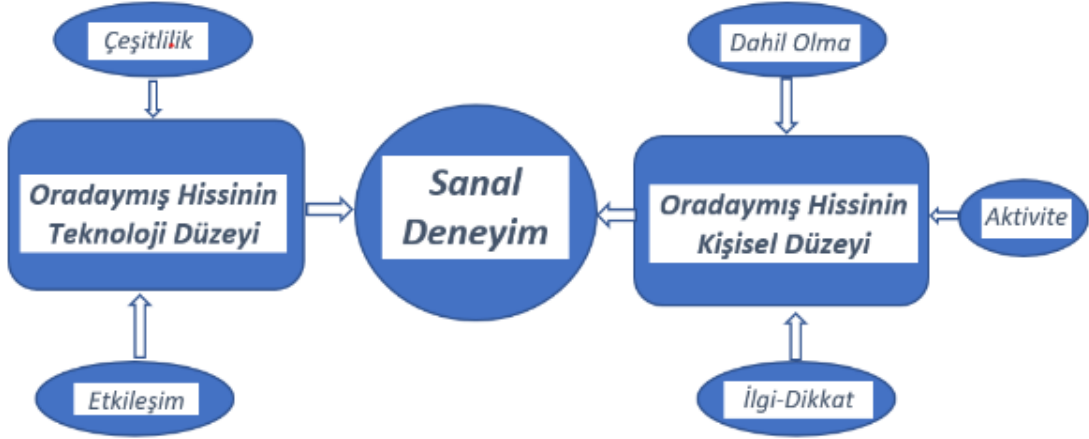 Çeşitlilik
Dahil Olma
Oradaymış Hissinin
Teknoloji Düzeyi
Sanal
Deneyim
Oradaymış Hissinin
Kişisel Düzeyi
Aktivite
Etkileşim
İlgi-Dikkat